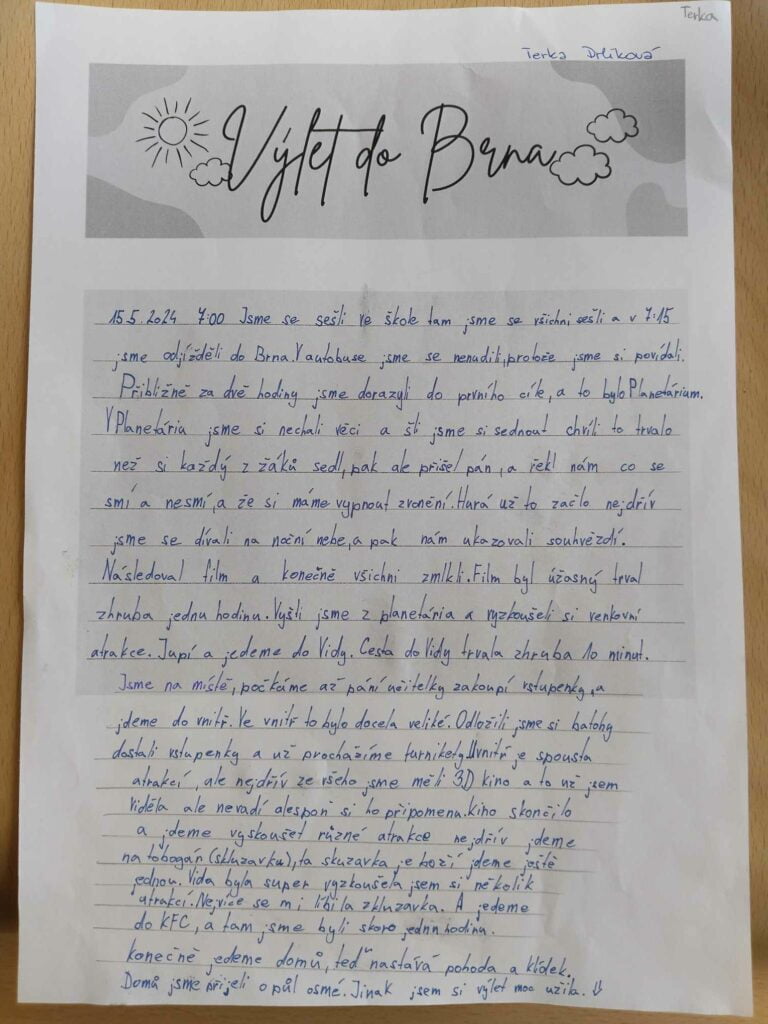 Terka
Terka Drlíková
Výlet do Brna
15.5.2024 7:00 Jsme se sešli ve škole tam jsme se všichni sešli a v 7:15
jsme odjížděli do Brna. V autobuse jsme se nenudili, protože jsme si povídali.
Přibližně za dvě hodiny jsme dorazyli do prvního cíle, a to bylo Planetárium.
V Planetária jsme si nechali věci a šli jsme si sednout chvíli to trvalo
než si každý z žáků sedl, pak ale přišel pán, a řekl nám co se
smí a nesmí, a že si máme vypnout zvonění. Hurá už to začlo nejdřív
jsme se dívali na noční nebe, a pak nám ukazovali souhvězdí.
Následoval film a konečně všichni zmlkli. Film byl úžasný trval
zhruba jednu hodinu. Vyšli jsme z planetária a vyzkoušeli si venkovní
atrakce. Jupí a jedeme do Vidy. Cesta do Vidy trvala zhruba 10 minut.
Jsme na mistě, počkáme až pání učitelky zakoupí vstupenky, a
jdeme do vnitř. Ve vnitř to bylo docela veliké. Odložili jsme si batohy
dostali vstupenky a už procházíme turnikety. Uvnitř je spousta
atrakcí, ale nejdřív ze všeho jsme měli 3D kino a to už jsem
viděla ale nevadí alespoň si ho připomenu. Kino skončilo
a jdeme vyskoušet různé atrakce nejdřív jdeme
na tobogán (skluzavku), ta skuzavka je boží jdeme ještě
jednou. Vida byla super vyzkoušela jsem si několik
atrakcí. Nejvíce se mi líbila zkluzavka. A jedeme
do KFC, a tam jsme byli skoro jednu hodinu.
konečně jedeme domů, teď nastává pohoda a klídek.
Domů jsme přijeli o půl osmé. Jinak jsem si výlet moc užila.